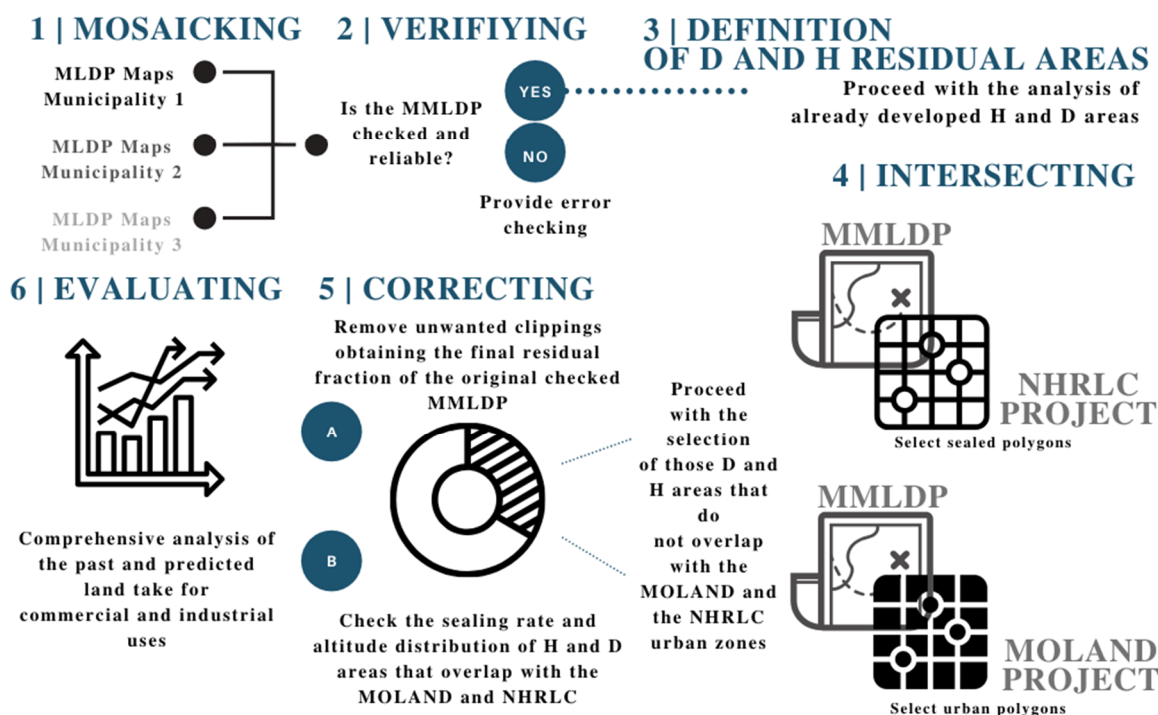 1 | MOSAICKING
MLDP Maps
Municipality 1
MLDP Maps
Municipality 2
MLDP Maps
Municipality 3
2 | VERIFIYING
Is the MMLDP
checked and
reliable?
YES
NO
Provide error
checking
3 | DEFINITION
OF D AND H RESIDUAL AREAS
Proceed with the analysis of
already developed H and D areas
4 | INTERSECTING
MMLDP
NHRLC
PROJECT
Select sealed polygons
MMLDP
MOLAND
PROJECT
Select urban polygons
5 | CORRECTING
Remove unwanted clippings
obtaining the final residual
fraction of the original checked
MMLDP
A
B
Check the sealing rate and
altitude distribution of H and D
areas that overlap with the
MOLAND and NHRLC
Proceed
with the
selection
of those D and
H areas that
do
not overlap
with the
MOLAND and
the NHRLC
urban zones
6 | EVALUATING
Comprehensive analysis of
the past and predicted
land take for
commercial and industrial
uses